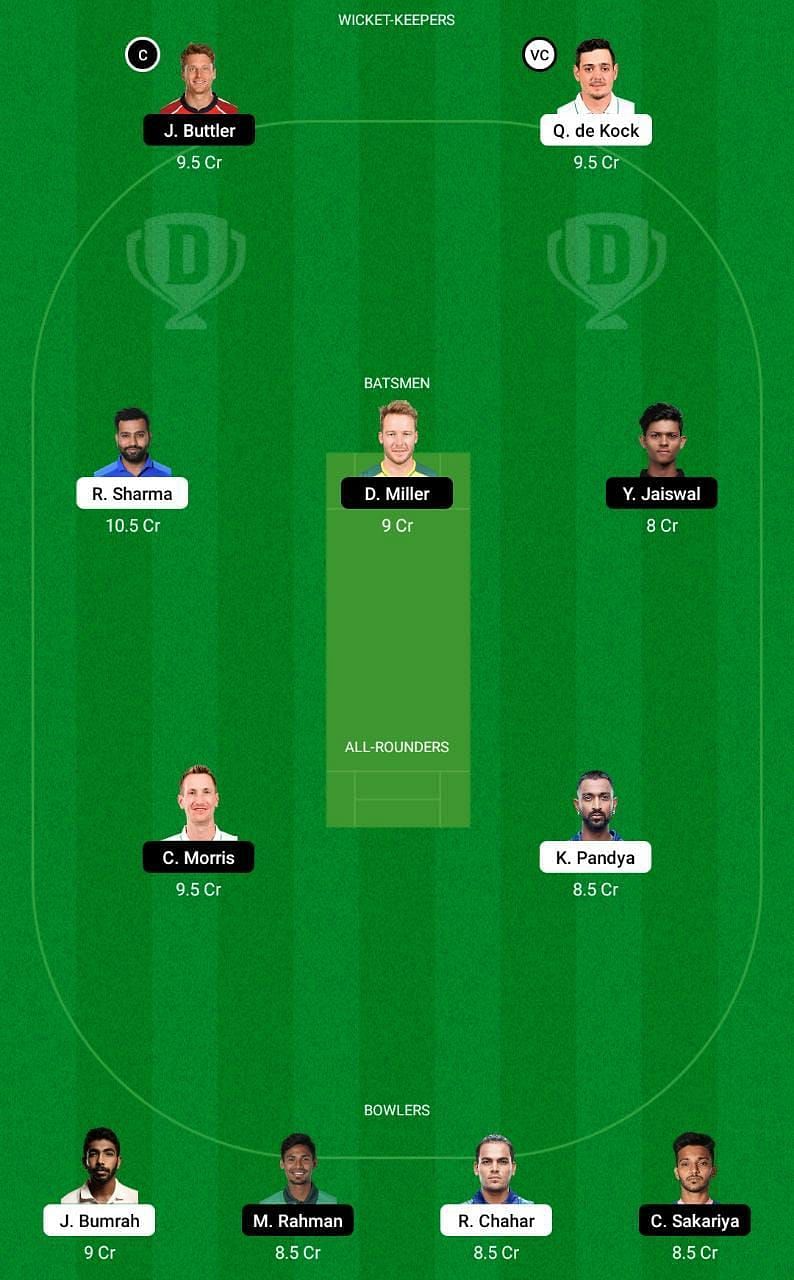 WICKET-KEEPERS
C
VC
J. Buttler
Q. de Kock
9.5 Cr
9.5 Cr
D
D
BATSMEN
R. Sharma
D. Miller
Y. Jaiswal
10.5 Cr
9 Cr
8 Cr
ALL-ROUNDERS
C. Morris
K. Pandya
9.5 Cr
8.5 Cr
BOWLERS
J. Bumrah
M. Rahman
R. Chahar
C. Sakariya
9 Cr
8.5 Cr
8.5 Cr
8.5 Cr